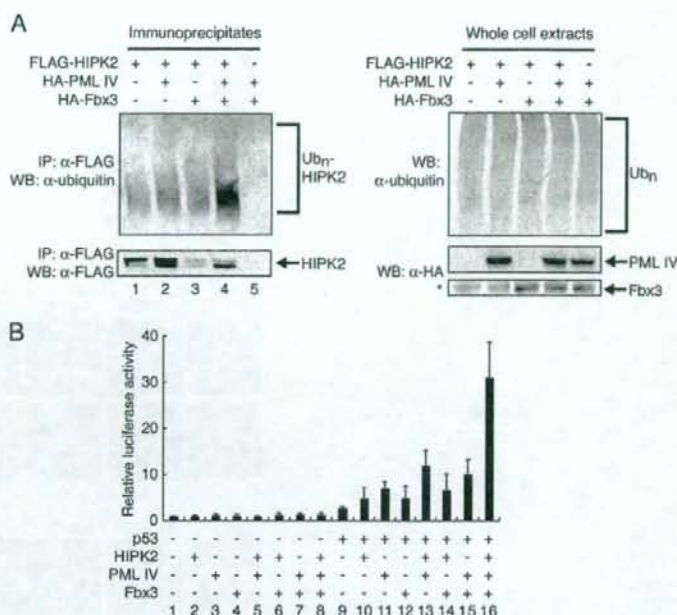 A
Immunoprecipitates
FLAG-HIPK2 + + + + -
HA-PML IV - + - + +
HA-Fbx3 - - + + +
IP: α-FLAG
WB: α-ubiquitin
Ubn-
HIPK2
IP: α-FLAG
WB: α-FLAG
HIPK2
1 2 3 4 5
Whole cell extracts
FLAG-HIPK2 + + + + -
HA-PML IV - + - + +
HA-Fbx3 - - + + +
WB:
α-ubiquitin
Ubn
WB: α-HA
PML IV
*
Fbx3
B
Relative luciferase activity
40
30
20
10
0
p53 - - - - - - - - + + + + + + + +
HIPK2 - + - - + + - + - + - - + + - +
PML IV - - + - + - + + - - + - + - + +
Fbx3 - - - + - + + + - - - + - + + +
1 2 3 4 5 6 7 8 9 10 11 12 13 14 15 16